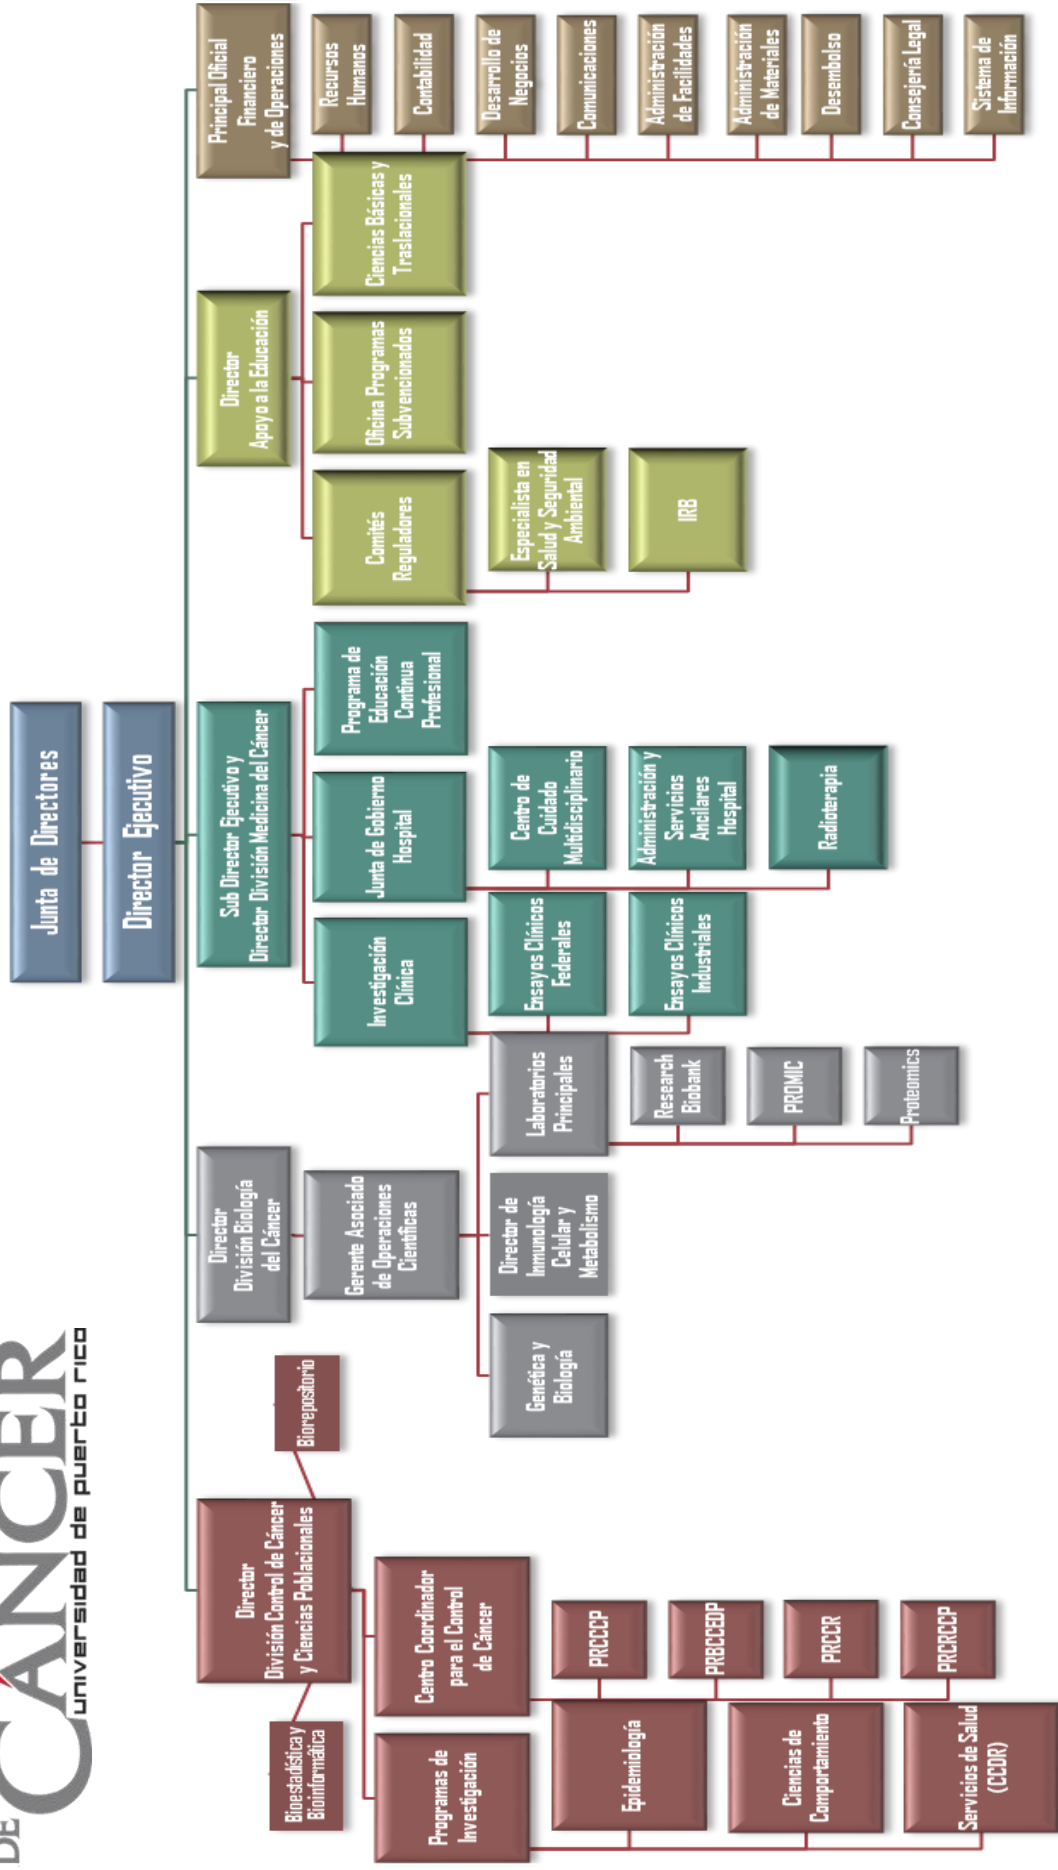 DE
CÁNCER
universidad de puerto rico
Junta de Directores
Director Ejecutivo
Director
División Control de Cáncer
y Ciencias Poblacionales
Bioestadística y
Bioinformática
Biorepositorio
Programas de
Investigación
Epidemiología
Ciencias de
Comportamiento
Servicios de Salud
(CCDR)
Centro Coordinador
para el Control
de Cáncer
PRCCCP
PRBCCEDP
PRCCR
PRCRCCP
Director
División Biología
del Cáncer
Gerente Asociado
de Operaciones
Científicas
Genética y
Biología
Director de
Inmunología
Celular y
Metabolismo
Laboratorios
Principales
Research
Biobank
PROMIC
Proteomics
Sub Director Ejecutivo y
Director División Medicina del Cáncer
Investigación
Clínica
Ensayos Clínicos
Federales
Ensayos Clínicos
Industriales
Junta de Gobierno
Hospital
Centro de
Cuidado
Multidisciplinario
Administración y
Servicios
Ancilares
Hospital
Radioterapia
Programa de
Educación
Continua
Profesional
Director
Apoyo a la Educación
Comités
Reguladores
Especialista en
Salud y Seguridad
Ambiental
IRB
Oficina Programas
Subvencionados
Ciencias Básicas y
Traslacionales
Principal Oficial
Financiero
y de Operaciones
Recursos
Humanos
Contabilidad
Desarrollo de
Negocios
Comunicaciones
Administración
de Facilidades
Administración
de Materiales
Desembolso
Consejería Legal
Sistema de
Información